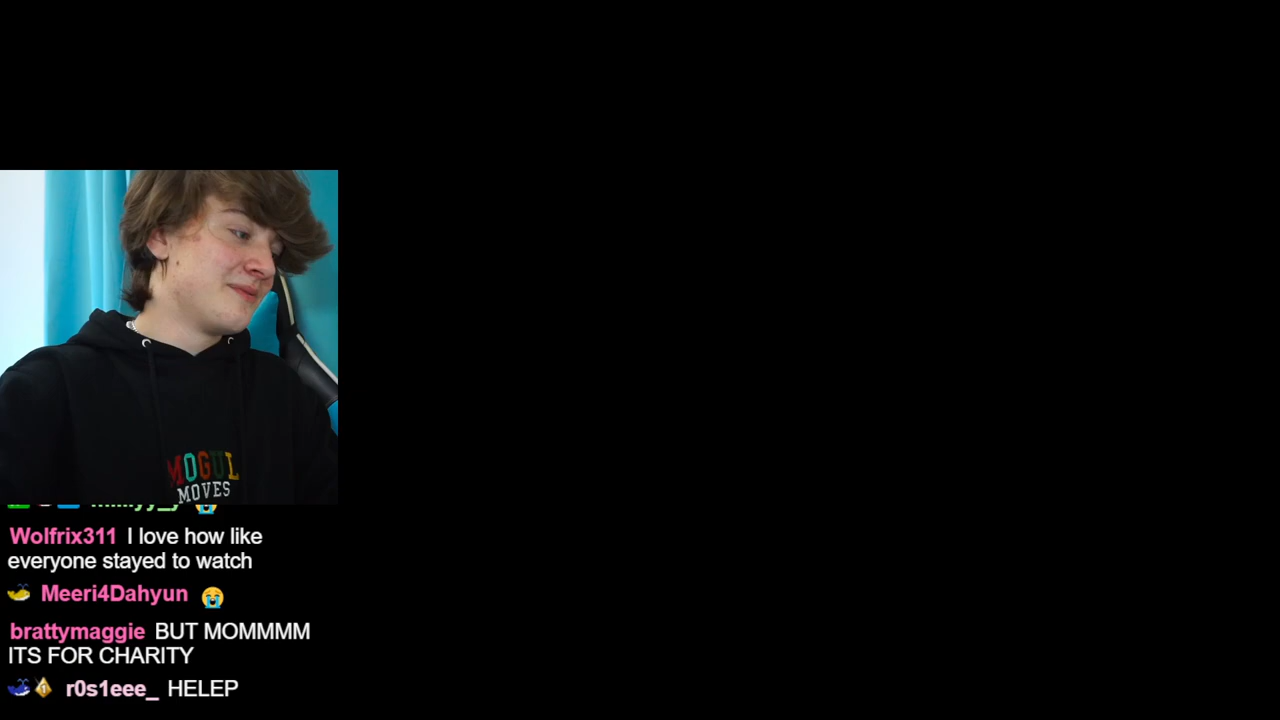 MOGUL
MOVES
Wolfrix311 I love how like
everyone stayed to watch
Meeri4Dahyun 😭
brattymaggie BUT MOMMMM
ITS FOR CHARITY
r0s1eee_ HELEP